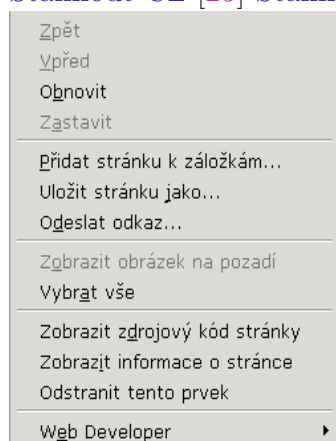 Zpět
Vpřed
Obnovit
Zastavit
Přidat stránku k záložkám...
Uložit stránku jako...
Odeslat odkaz...
Zobrazit obrázek na pozadí
Vybrat vše
Zobrazit zdrojový kód stránky
Zobrazit informace o stránce
Odstranit tento prvek
Web Developer